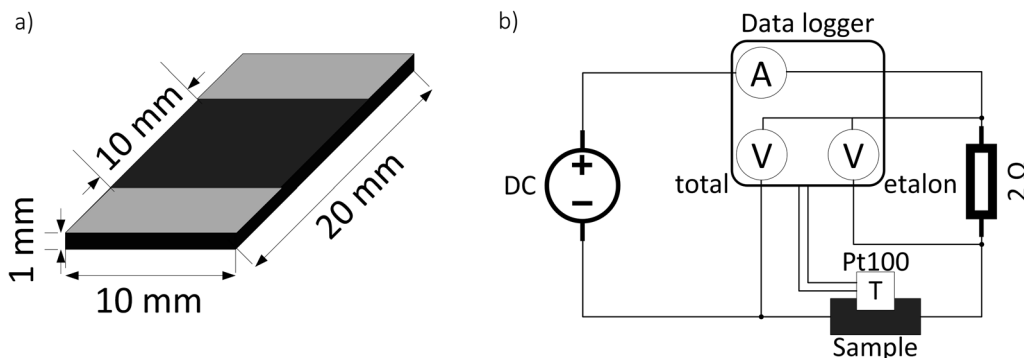 a)
10 mm
20 mm
1 mm
10 mm
b)
Data logger
A
DC
V
V
total
etalon
2 Ω
Pt100
T
Sample